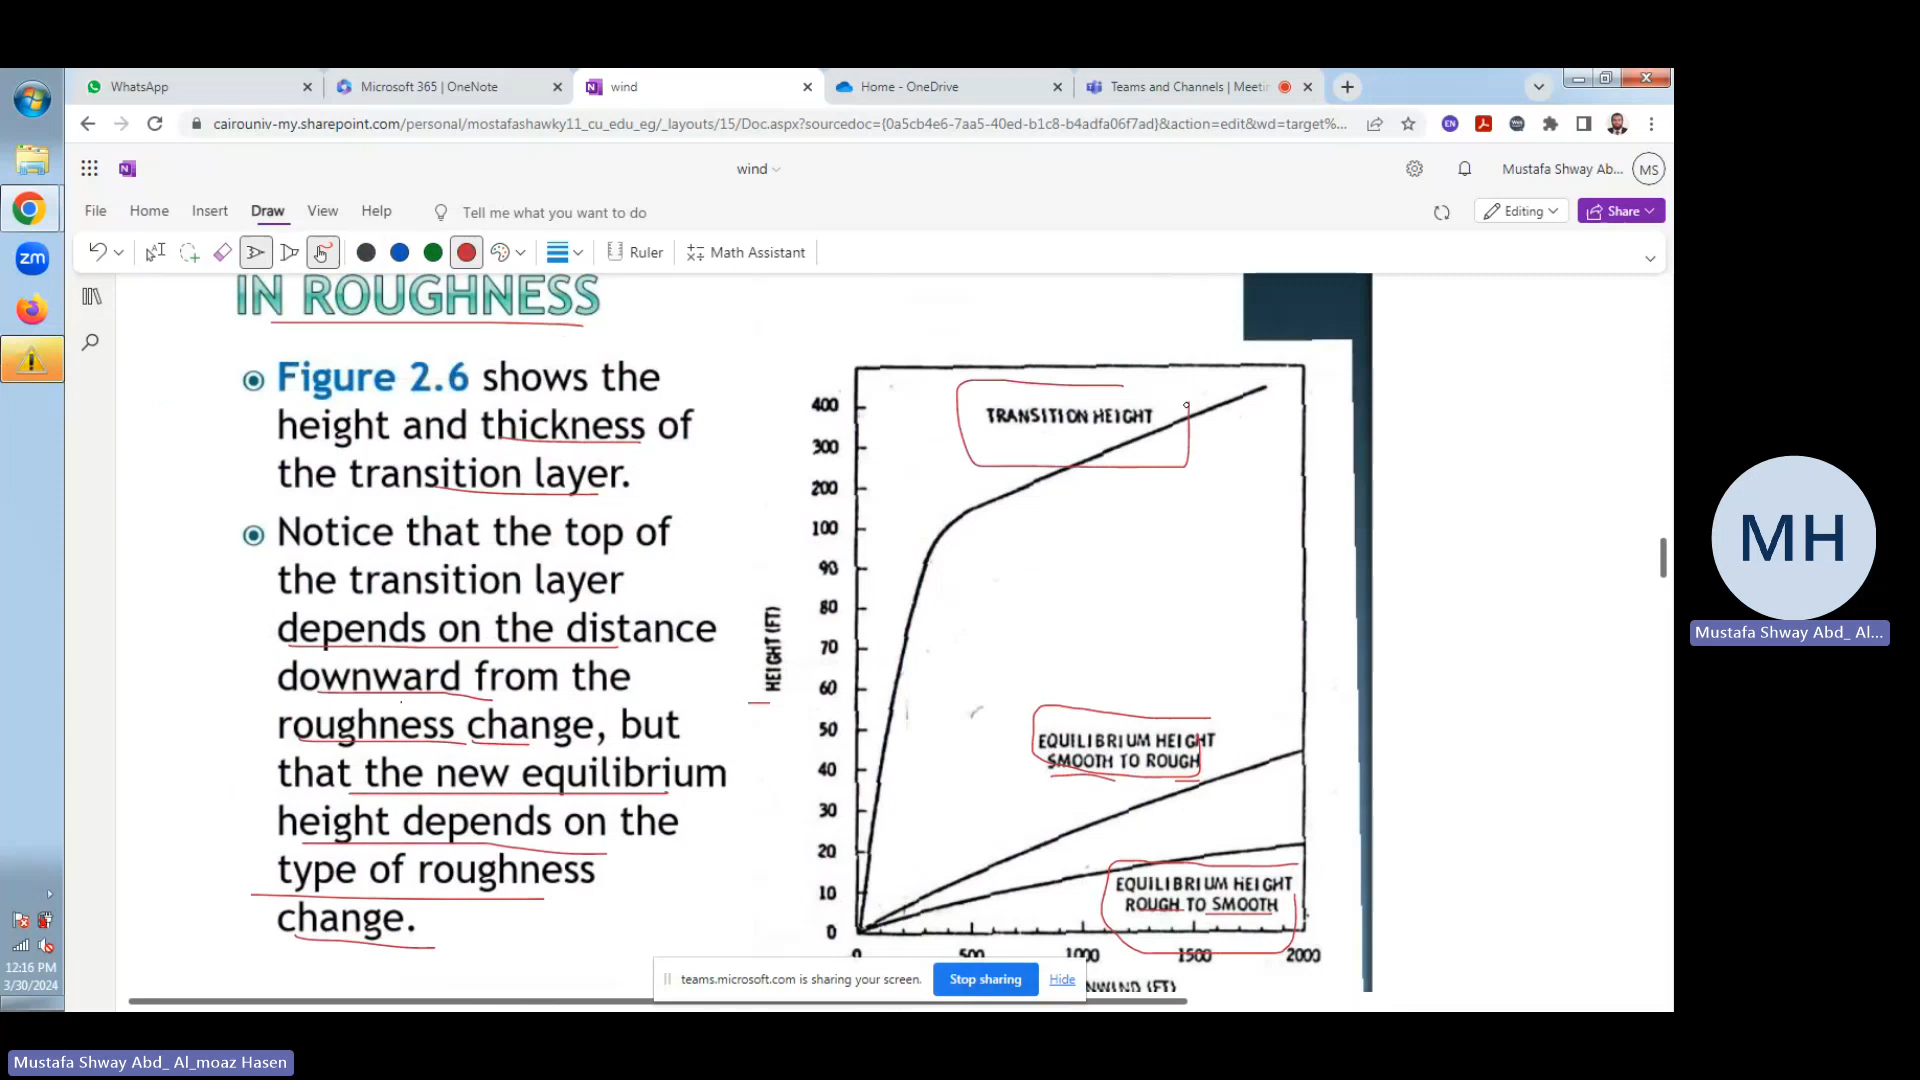 WhatsApp
Microsoft 365 | OneNote
wind
Home - OneDrive
Teams and Channels | Meetin
cairouniv-my.sharepoint.com/personal/mostafashawky11_cu_edu_eg/_layouts/15/Doc.aspx?sourcedoc={0a5cb4e6-7aa5-40ed-b1c8-b4adfa06f7ad}&action=edit&wd=target%...
EN
wind
Mustafa Shway Ab...
MS
File
Home
Insert
Draw
View
Help
Tell me what you want to do
Editing
Share
Ruler
Math Assistant
zm
IN ROUGHNESS
Figure 2.6 shows the
height and thickness of
the transition layer.
Notice that the top of
the transition layer
depends on the distance
downward from the
roughness change, but
that the new equilibrium
height depends on the
type of roughness
change.
TRANSITION HEIGHT
400
300
200
100
90
80
70
60
50
40
30
20
10
0
HEIGHT (FT)
EQUILIBRIUM HEIGHT
SMOOTH TO ROUGH
EQUILIBRIUM HEIGHT
ROUGH TO SMOOTH
0
500
1000
1500
2000
NWIND (FT)
teams.microsoft.com is sharing your screen.
Stop sharing
Hide
12:16 PM
3/30/2024
MH
Mustafa Shway Abd_ Al...
Mustafa Shway Abd_ Al_moaz Hasen